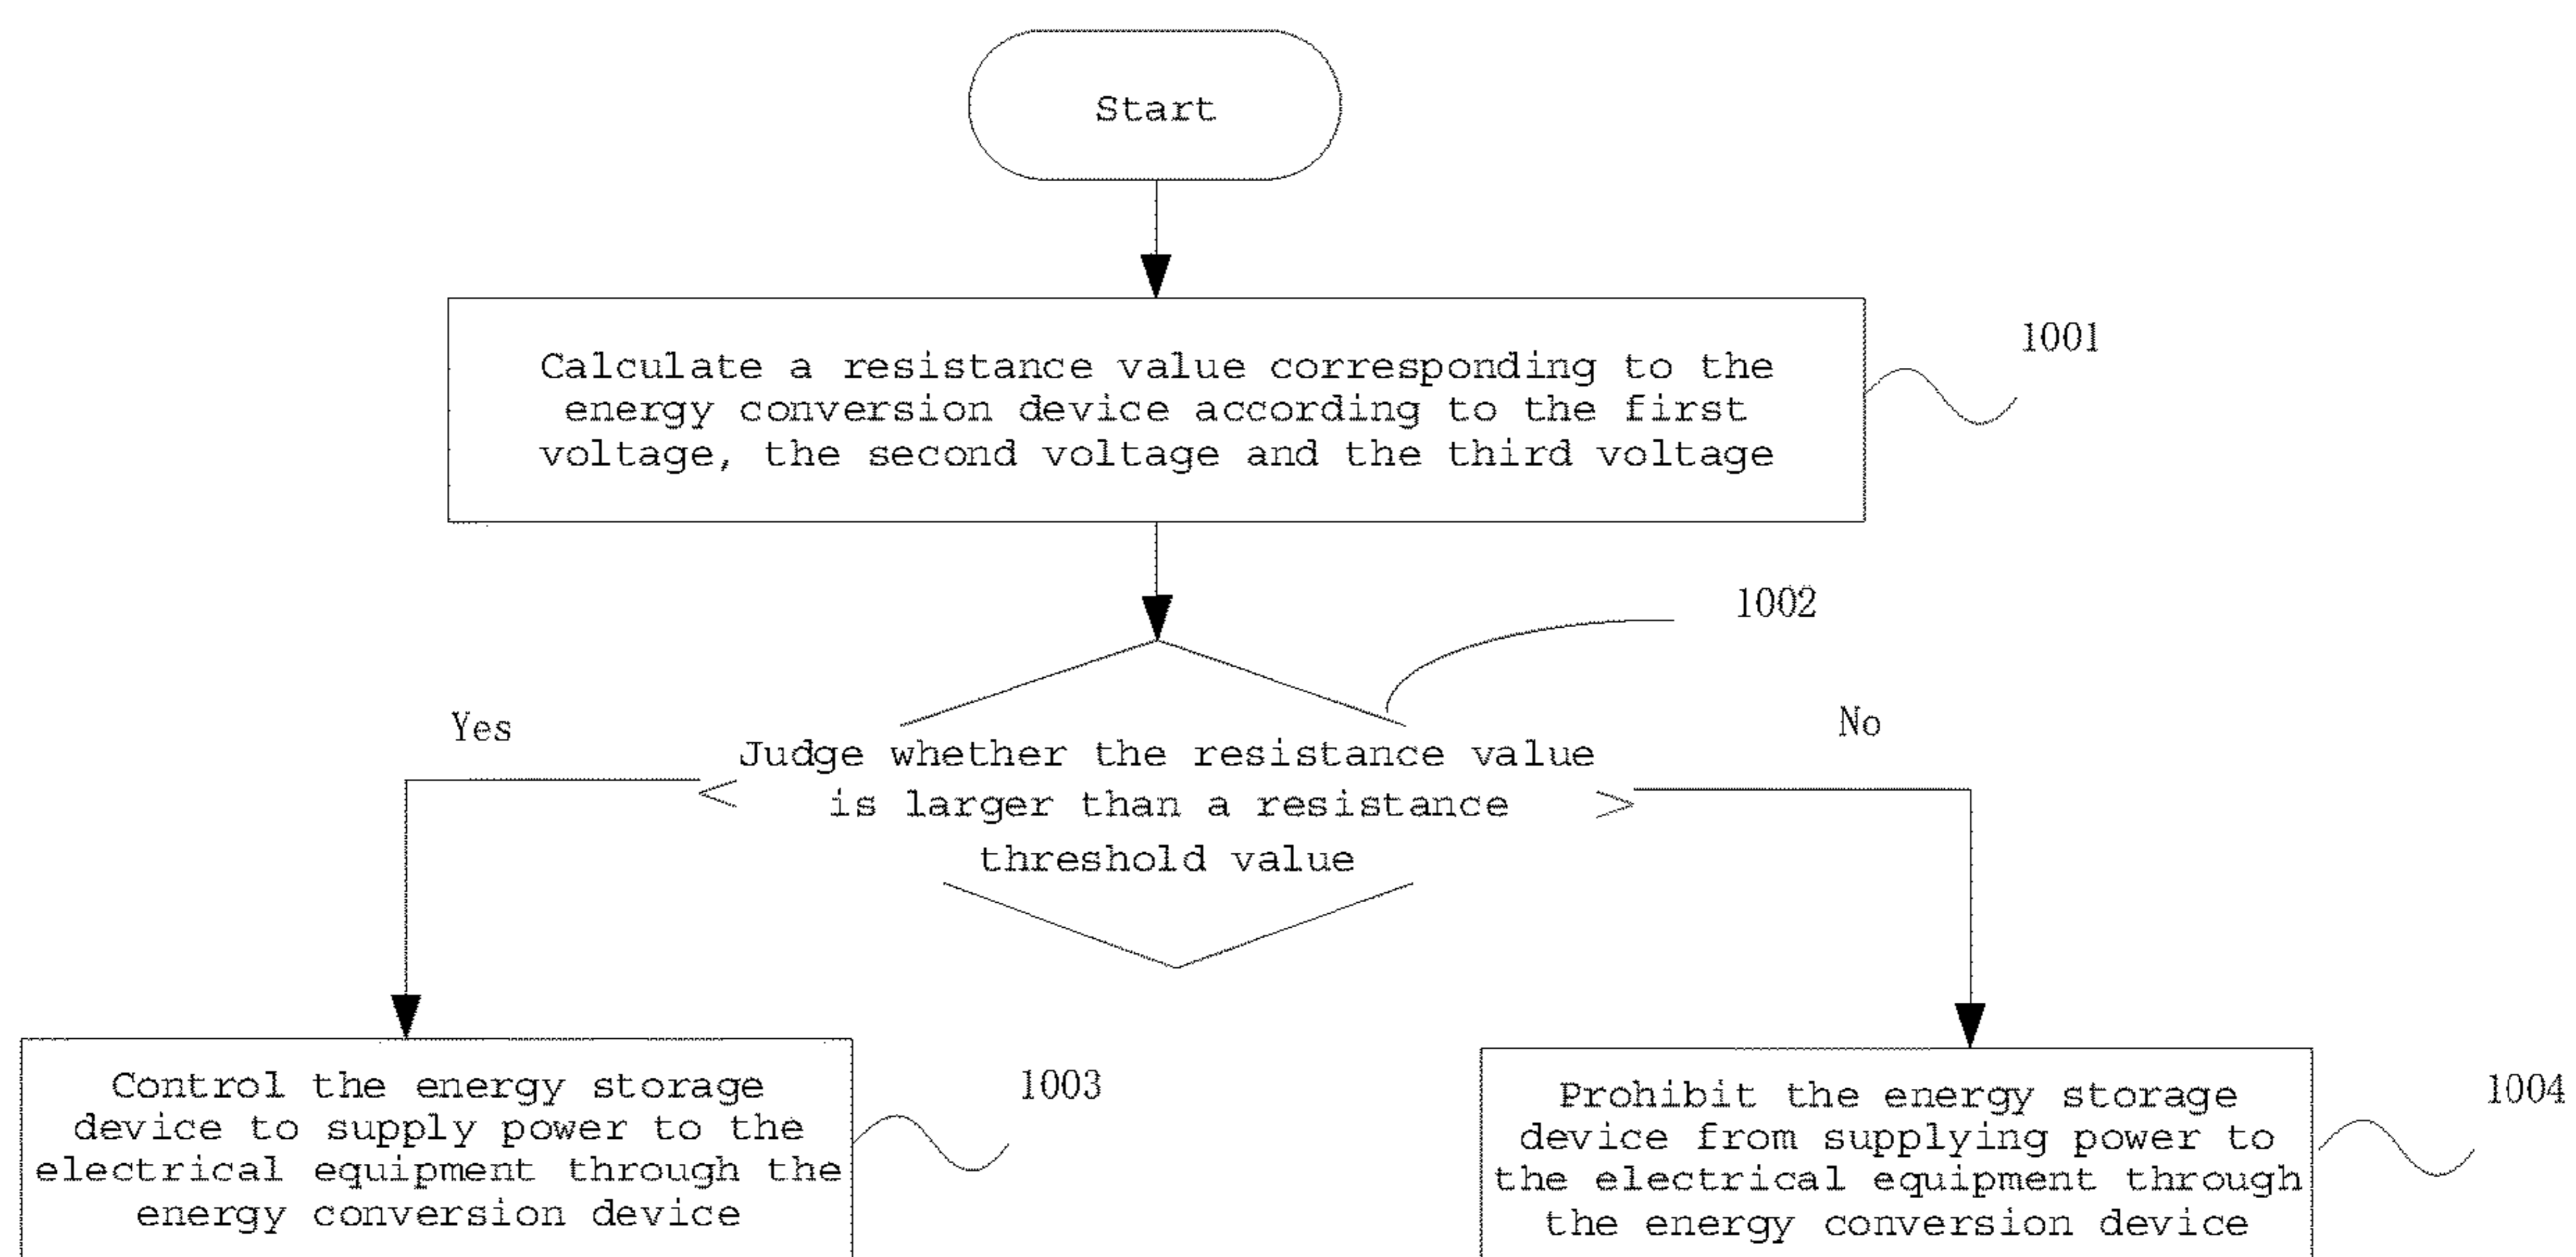 Start
Calculate a resistance value corresponding to the
energy conversion device according to the first
voltage, the second voltage and the third voltage
1001
1002
Yes
No
Judge whether the resistance value
is larger than a resistance
threshold value
Control the energy storage
device to supply power to the
electrical equipment through the
energy conversion device
1003
Prohibit the energy storage
device from supplying power to
the electrical equipment through
the energy conversion device
1004